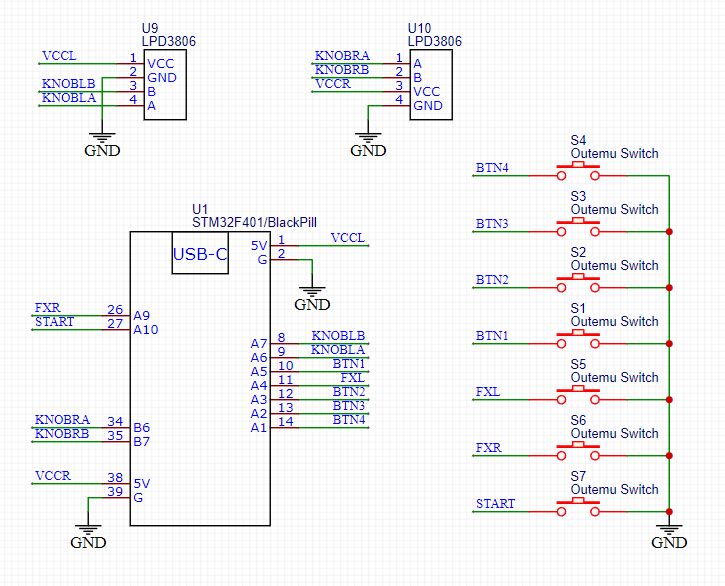 U9
LPD3806
VCCL 1 VCC
2 GND
KNOBLB 3 B
KNOBLA 4 A
GND
U10
LPD3806
KNOBRA 1 A
KNOBRB 2 B
VCCR 3 VCC
4 GND
GND
U1
STM32F401/BlackPill
USB-C
5V 1 VCCL
G 2
GND
FXR 26 A9
START 27 A10
A7 8 KNOBLB
A6 9 KNOBLA
A5 10 BTN1
A4 11 FXL
A3 12 BTN2
A2 13 BTN3
A1 14 BTN4
KNOBRA 34 B6
KNOBRB 35 B7
VCCR 38 5V
39 G
GND
S4
Outemu Switch
BTN4
S3
Outemu Switch
BTN3
S2
Outemu Switch
BTN2
S1
Outemu Switch
BTN1
S5
Outemu Switch
FXL
S6
Outemu Switch
FXR
S7
Outemu Switch
START
GND